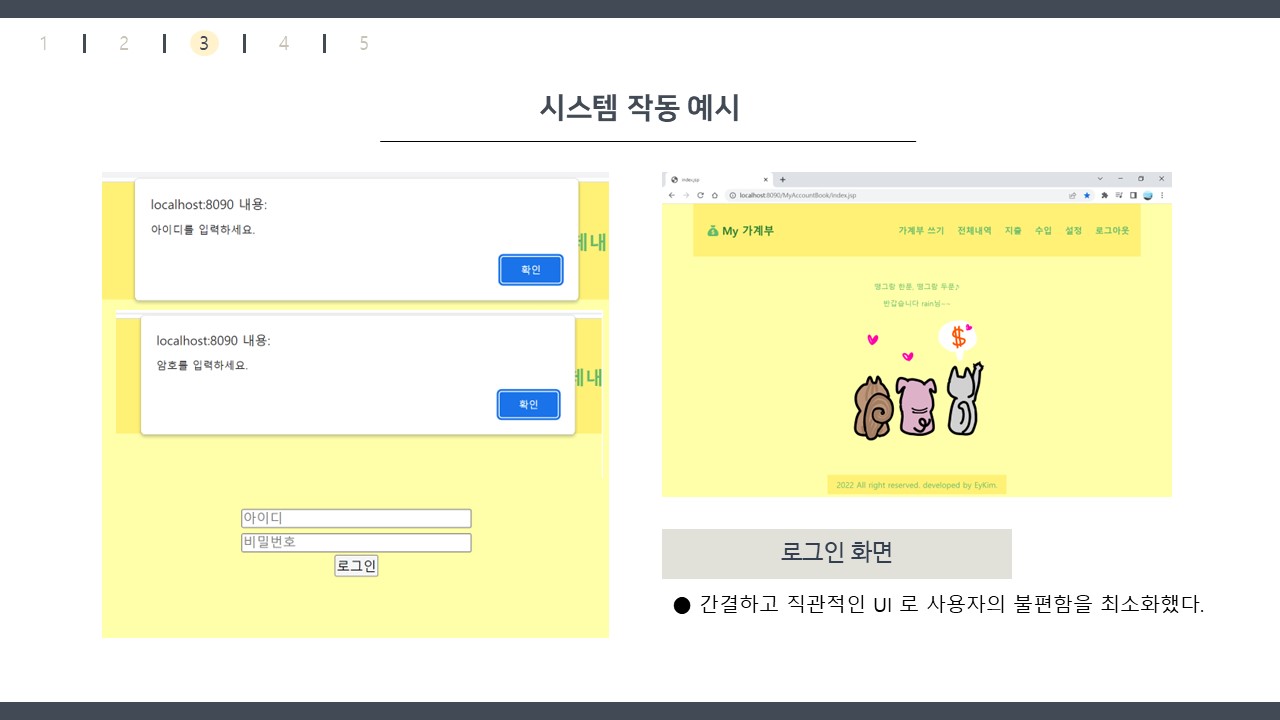 1 | 2 | 3 | 4 | 5
시스템 작동 예시
localhost:8090 내용:
아이디를 입력하세요.
확인
체내
localhost:8090 내용:
암호를 입력하세요.
확인
체내
아이디
비밀번호
로그인
index.jsp
localhost:8090/MyAccountBook/index.jsp
My 가계부 가계부 쓰기 전체내역 지출 수입 설정 로그아웃
땡그랑 한푼, 땡그랑 두푼♪
반갑습니다 rain님~~
$
2022 All right reserved. developed by EyKim.
로그인 화면
● 간결하고 직관적인 UI 로 사용자의 불편함을 최소화했다.